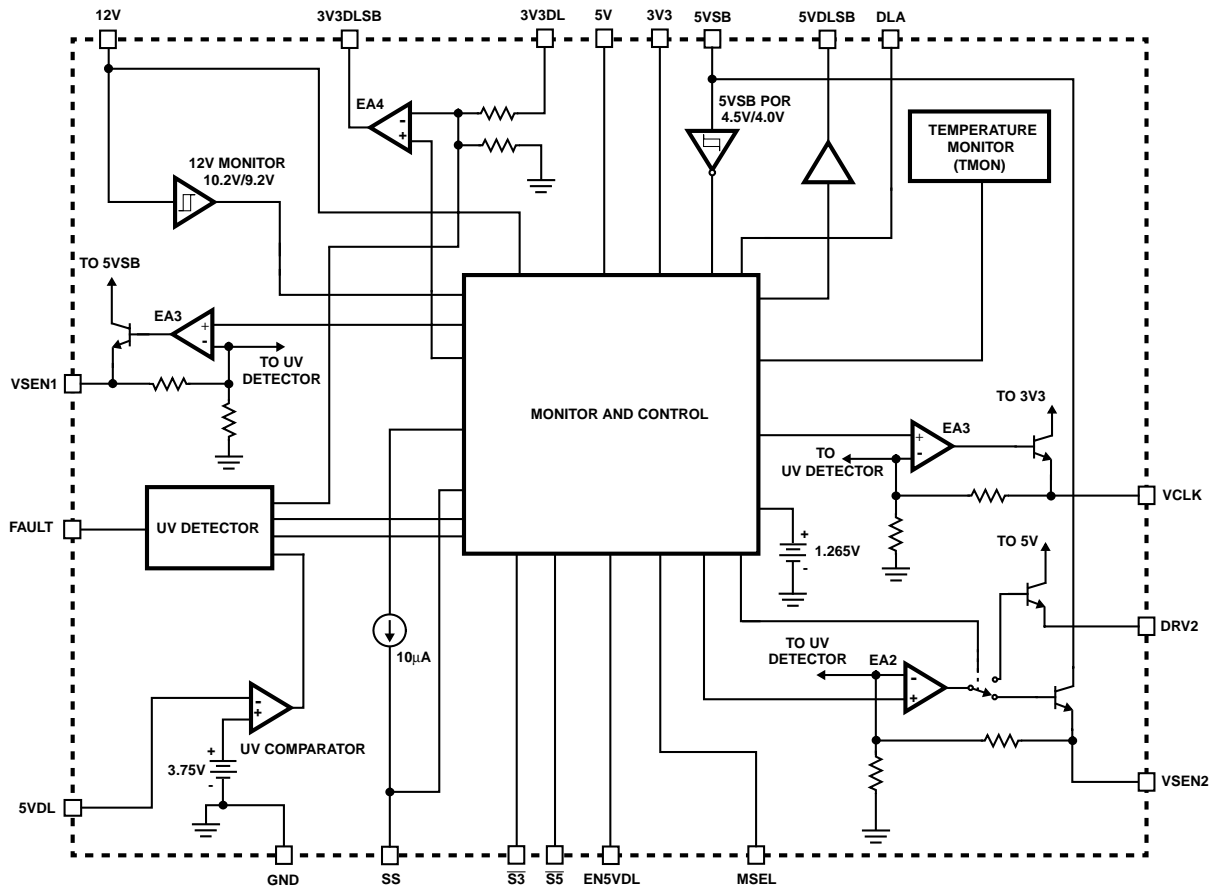 12V
3V3DLSB
3V3DL
5V
3V3
5VSB
5VDLSB
DLA
EA4
-
+
5VSB POR
4.5V/4.0V
TEMPERATURE
MONITOR
(TMON)
12V MONITOR
10.2V/9.2V
TO 5VSB
EA3
+
-
TO UV
DETECTOR
VSEN1
MONITOR AND CONTROL
TO 3V3
EA3
+
-
TO
UV DETECTOR
VCLK
FAULT
UV DETECTOR
+
1.265V
-
TO 5V
DRV2
10μA
TO UV
DETECTOR
EA2
-
+
-
+
UV COMPARATOR
+
3.75V
-
VSEN2
5VDL
GND
SS
S̅3̅
S̅5̅
EN5VDL
MSEL